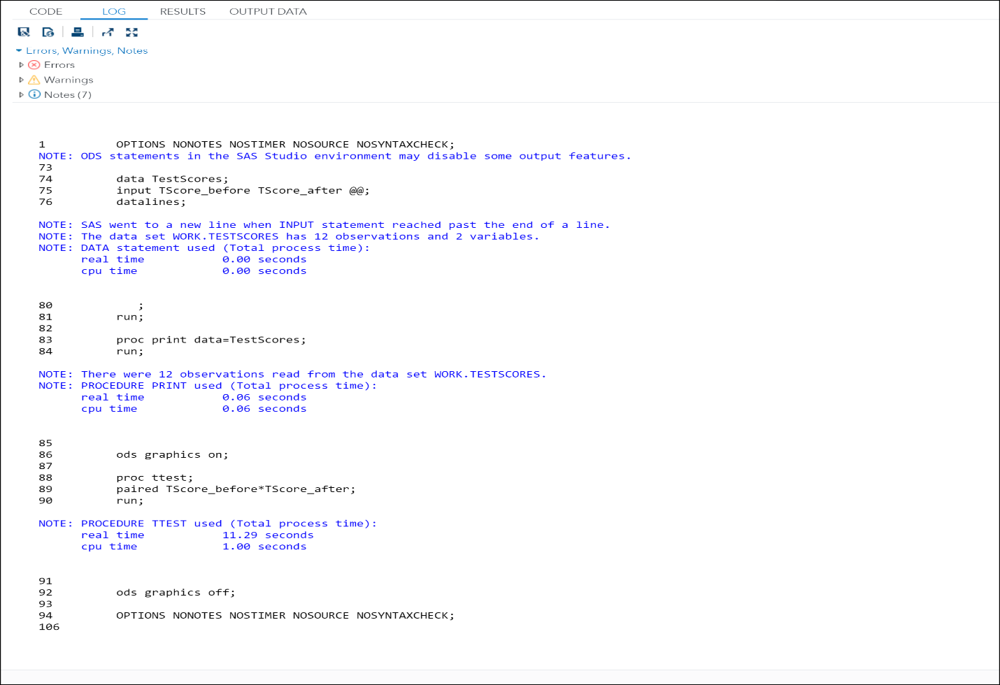 CODE LOG RESULTS OUTPUT DATA
Errors, Warnings, Notes
Errors
Warnings
Notes (7)
1 OPTIONS NONOTES NOSTIMER NOSOURCE NOSYNTAXCHECK;
NOTE: ODS statements in the SAS Studio environment may disable some output features.
73
74 data TestScores;
75 input TScore_before TScore_after @@;
76 datalines;
NOTE: SAS went to a new line when INPUT statement reached past the end of a line.
NOTE: The data set WORK.TESTSCORES has 12 observations and 2 variables.
NOTE: DATA statement used (Total process time):
real time 0.00 seconds
cpu time 0.00 seconds
80 ;
81 run;
82
83 proc print data=TestScores;
84 run;
NOTE: There were 12 observations read from the data set WORK.TESTSCORES.
NOTE: PROCEDURE PRINT used (Total process time):
real time 0.06 seconds
cpu time 0.06 seconds
85
86 ods graphics on;
87
88 proc ttest;
89 paired TScore_before*TScore_after;
90 run;
NOTE: PROCEDURE TTEST used (Total process time):
real time 11.29 seconds
cpu time 1.00 seconds
91
92 ods graphics off;
93
94 OPTIONS NONOTES NOSTIMER NOSOURCE NOSYNTAXCHECK;
106